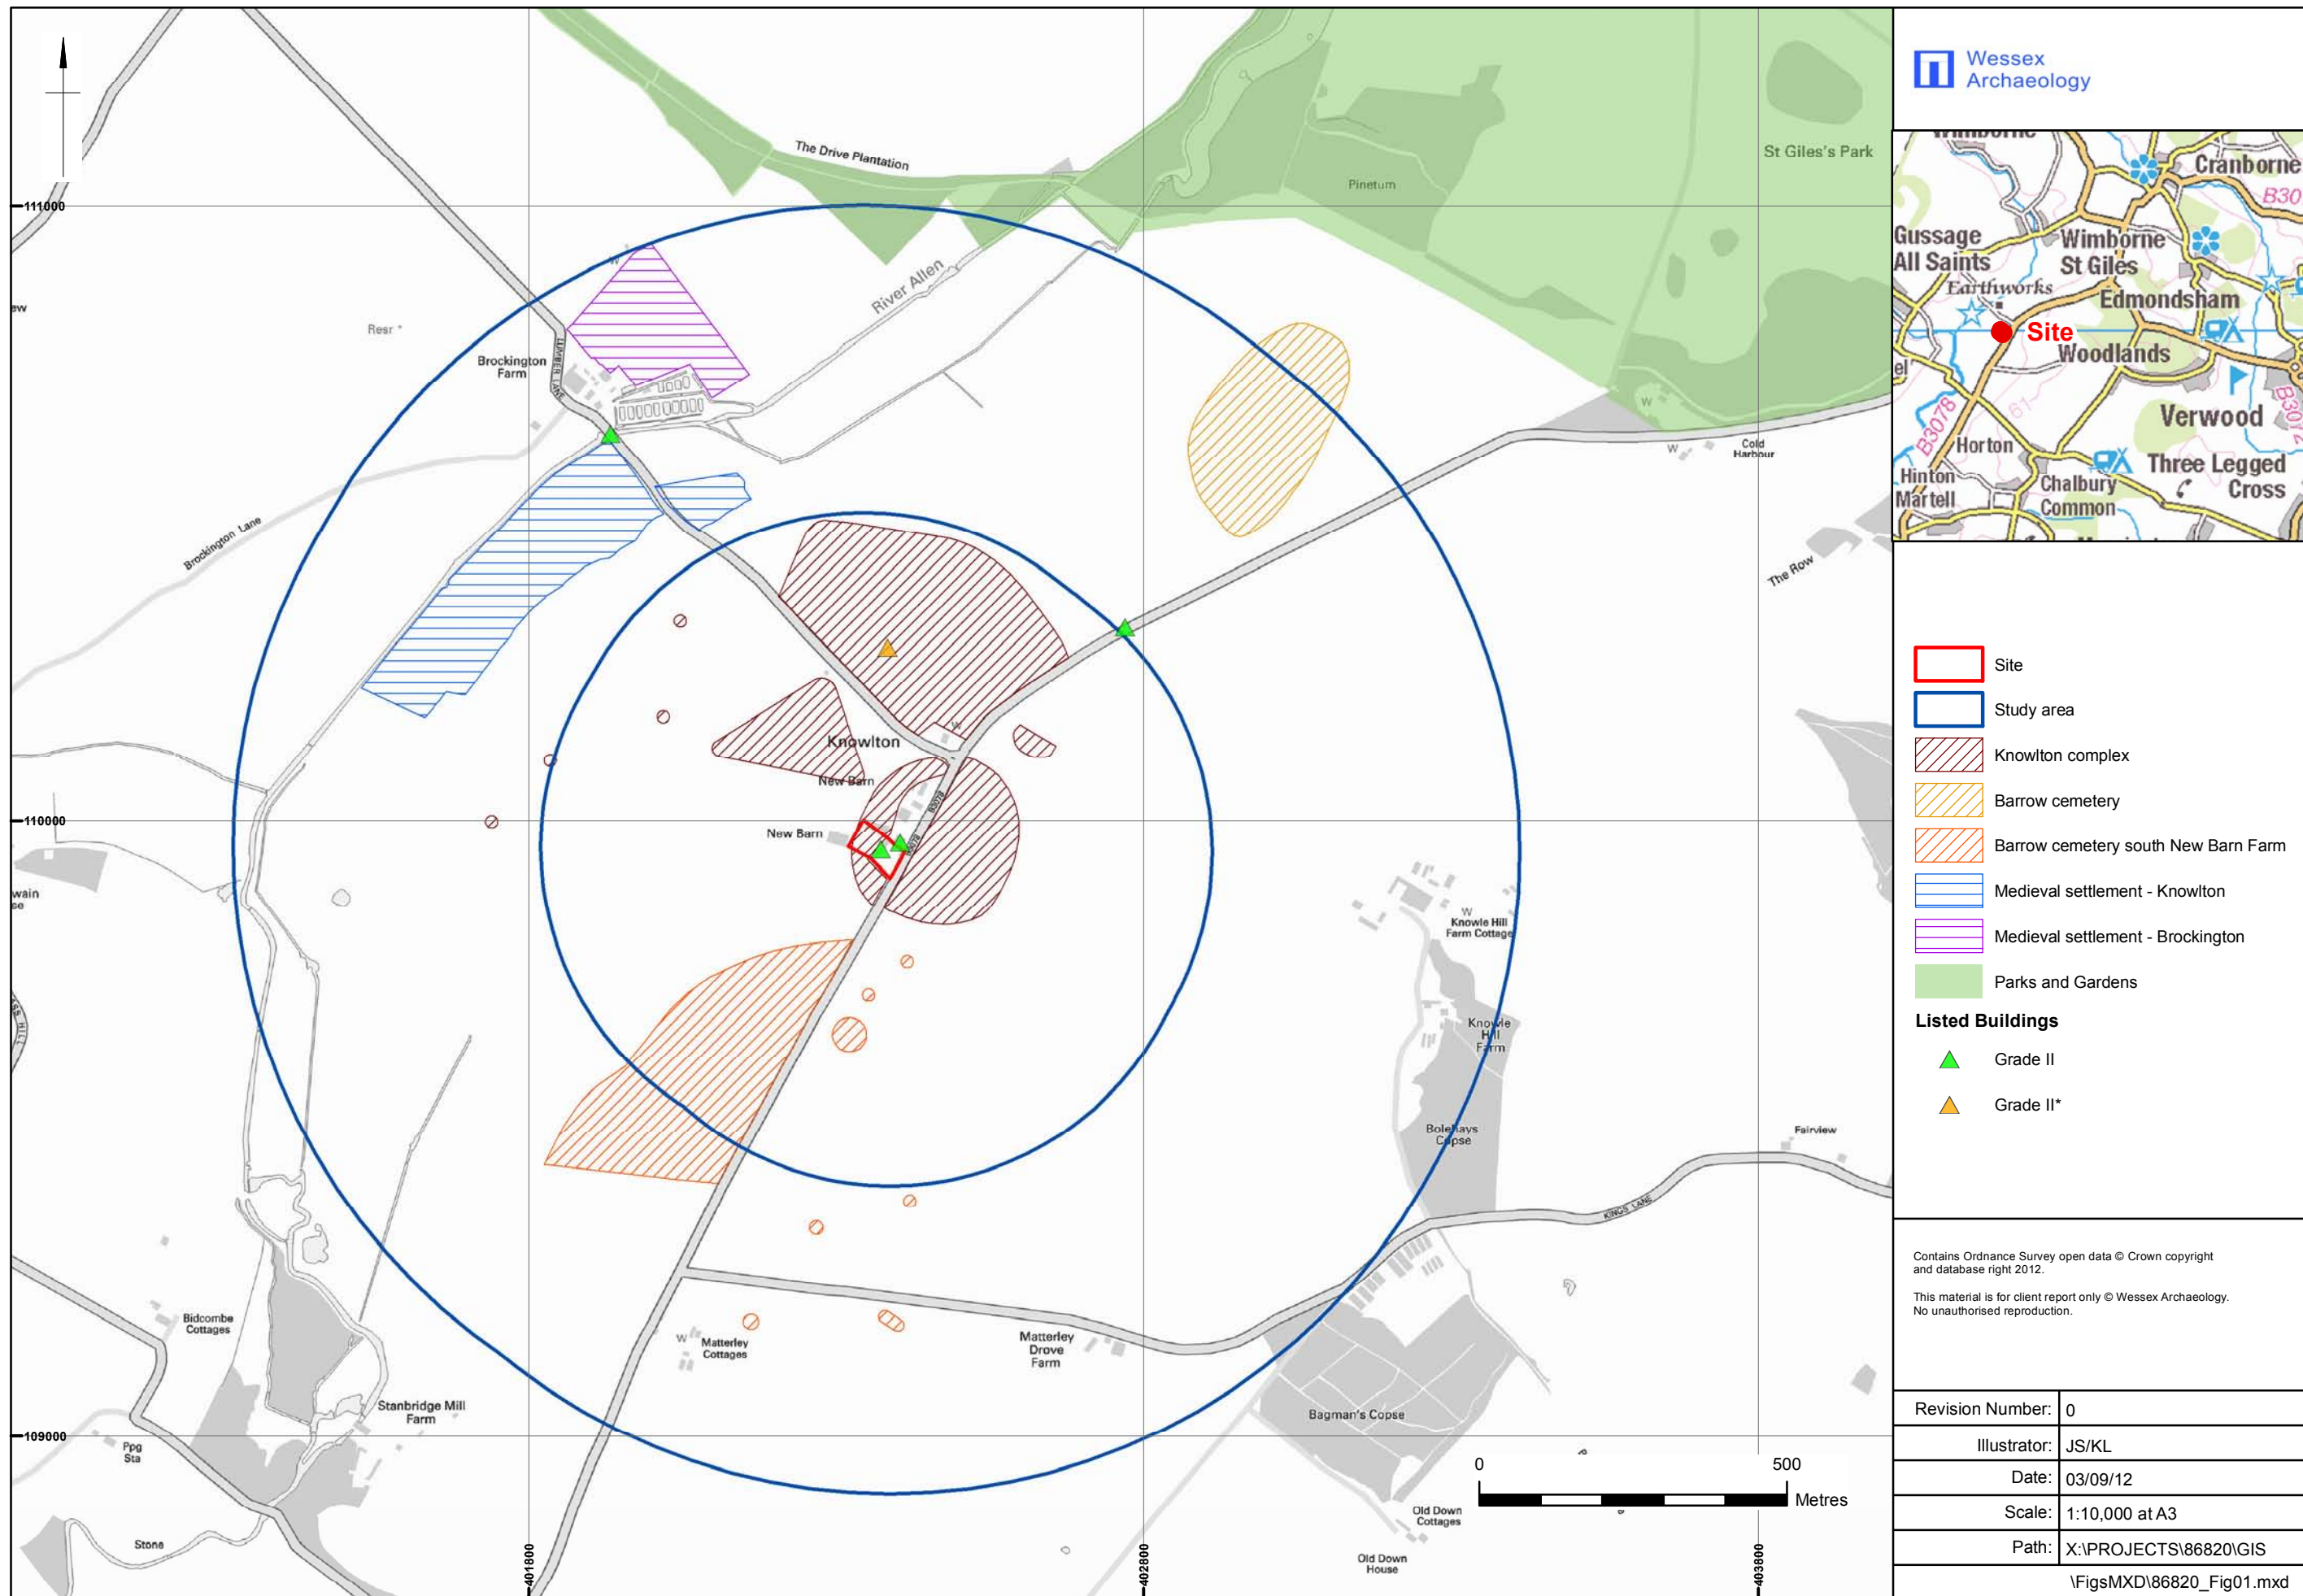 The Drive Plantation
St Giles's Park
Pinetum
111000
River Allen
Resr
Brockington
Farm
LUMBER LANE
W
Cold
Harbour
W
W
Brockington Lane
The Row
Knowlton
W
New Barn
New Barn
B3078
B3078
110000
Knowle Hill
Farm Cottage
W
Knowle
Hill
Farm
Bolehays
Copse
Fairview
KINGS LANE
Bidcombe
Cottages
W
Matterley
Cottages
Matterley
Drove
Farm
Stanbridge Mill
Farm
Bagman's Copse
109000
Ppg
Sta
Stone
Old Down
Cottages
Old Down
House
0 500
Metres
401800
402800
403800
Wessex
Archaeology
Cranborne
B30
Gussage
All Saints
Wimborne
St Giles
Earthworks
Edmondsham
Site
Woodlands
B3078
61
Verwood
Horton
Three Legged
Cross
Hinton
Martell
Chalbury
Common
Site
Study area
Knowlton complex
Barrow cemetery
Barrow cemetery south New Barn Farm
Medieval settlement - Knowlton
Medieval settlement - Brockington
Parks and Gardens
Listed Buildings
Grade II
Grade II*
Contains Ordnance Survey open data © Crown copyright
and database right 2012.
This material is for client report only © Wessex Archaeology.
No unauthorised reproduction.
Revision Number: 0
Illustrator: JS/KL
Date: 03/09/12
Scale: 1:10,000 at A3
Path: X:\PROJECTS\86820\GIS
\FigsMXD\86820_Fig01.mxd